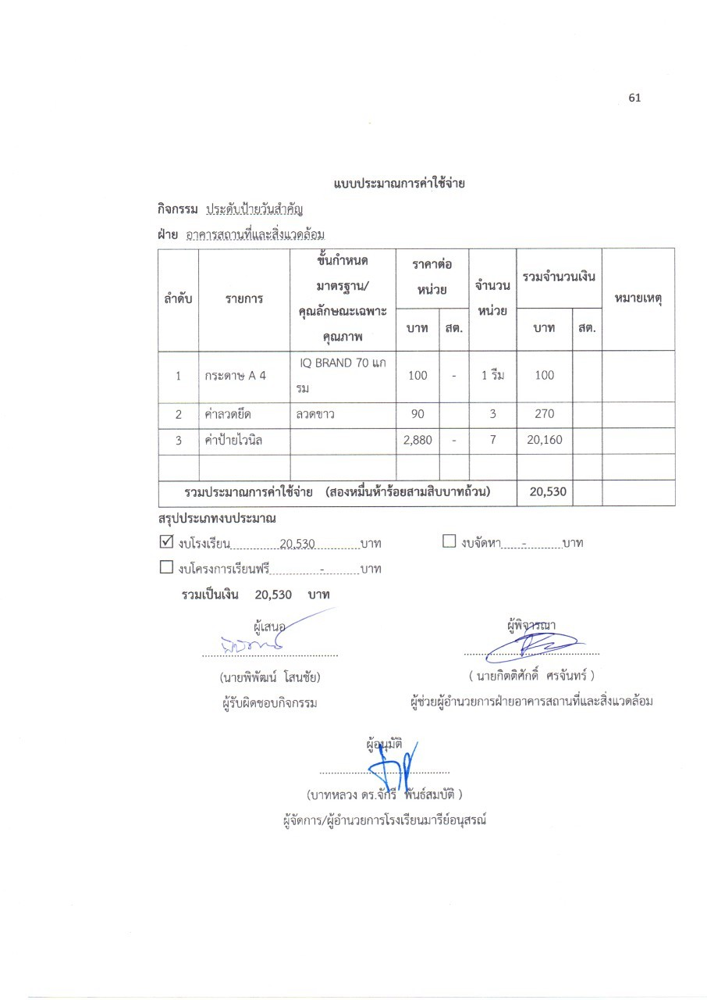 61
แบบประมาณการค่าใช้จ่าย
กิจกรรม ประดับป้ายวันสำคัญ
ฝ่าย อาคารสถานที่และสิ่งแวดล้อม
ลำดับ รายการ ขั้นกำหนด มาตรฐาน/ คุณลักษณะเฉพาะ คุณภาพ ราคาต่อ หน่วย จำนวน หน่วย รวมจำนวนเงิน หมายเหตุ
บาท สต. บาท สต.
1 กระดาษ A 4 IQ BRAND 70 แก รม 100 - 1 รีม 100
2 ค่าลวดยึด ลวดขาว 90 3 270
3 ค่าป้ายไวนิล 2,880 - 7 20,160
รวมประมาณการค่าใช้จ่าย (สองหมื่นห้าร้อยสามสิบบาทถ้วน) 20,530
สรุปประเภทงบประมาณ
งบโรงเรียน 20,530 บาท งบจัดหา - บาท
งบโครงการเรียนฟรี - บาท
รวมเป็นเงิน 20,530 บาท
ผู้เสนอ ผู้พิจารณา
(นายพิพัฒน์ โสนชัย) ( นายกิตติศักดิ์ ศรจันทร์ )
ผู้รับผิดชอบกิจกรรม ผู้ช่วยผู้อำนวยการฝ่ายอาคารสถานที่และสิ่งแวดล้อม
ผู้อนุมัติ
(บาทหลวง ดร.จักรี พันธ์สมบัติ )
ผู้จัดการ/ผู้อำนวยการโรงเรียนมารีย์อนุสรณ์